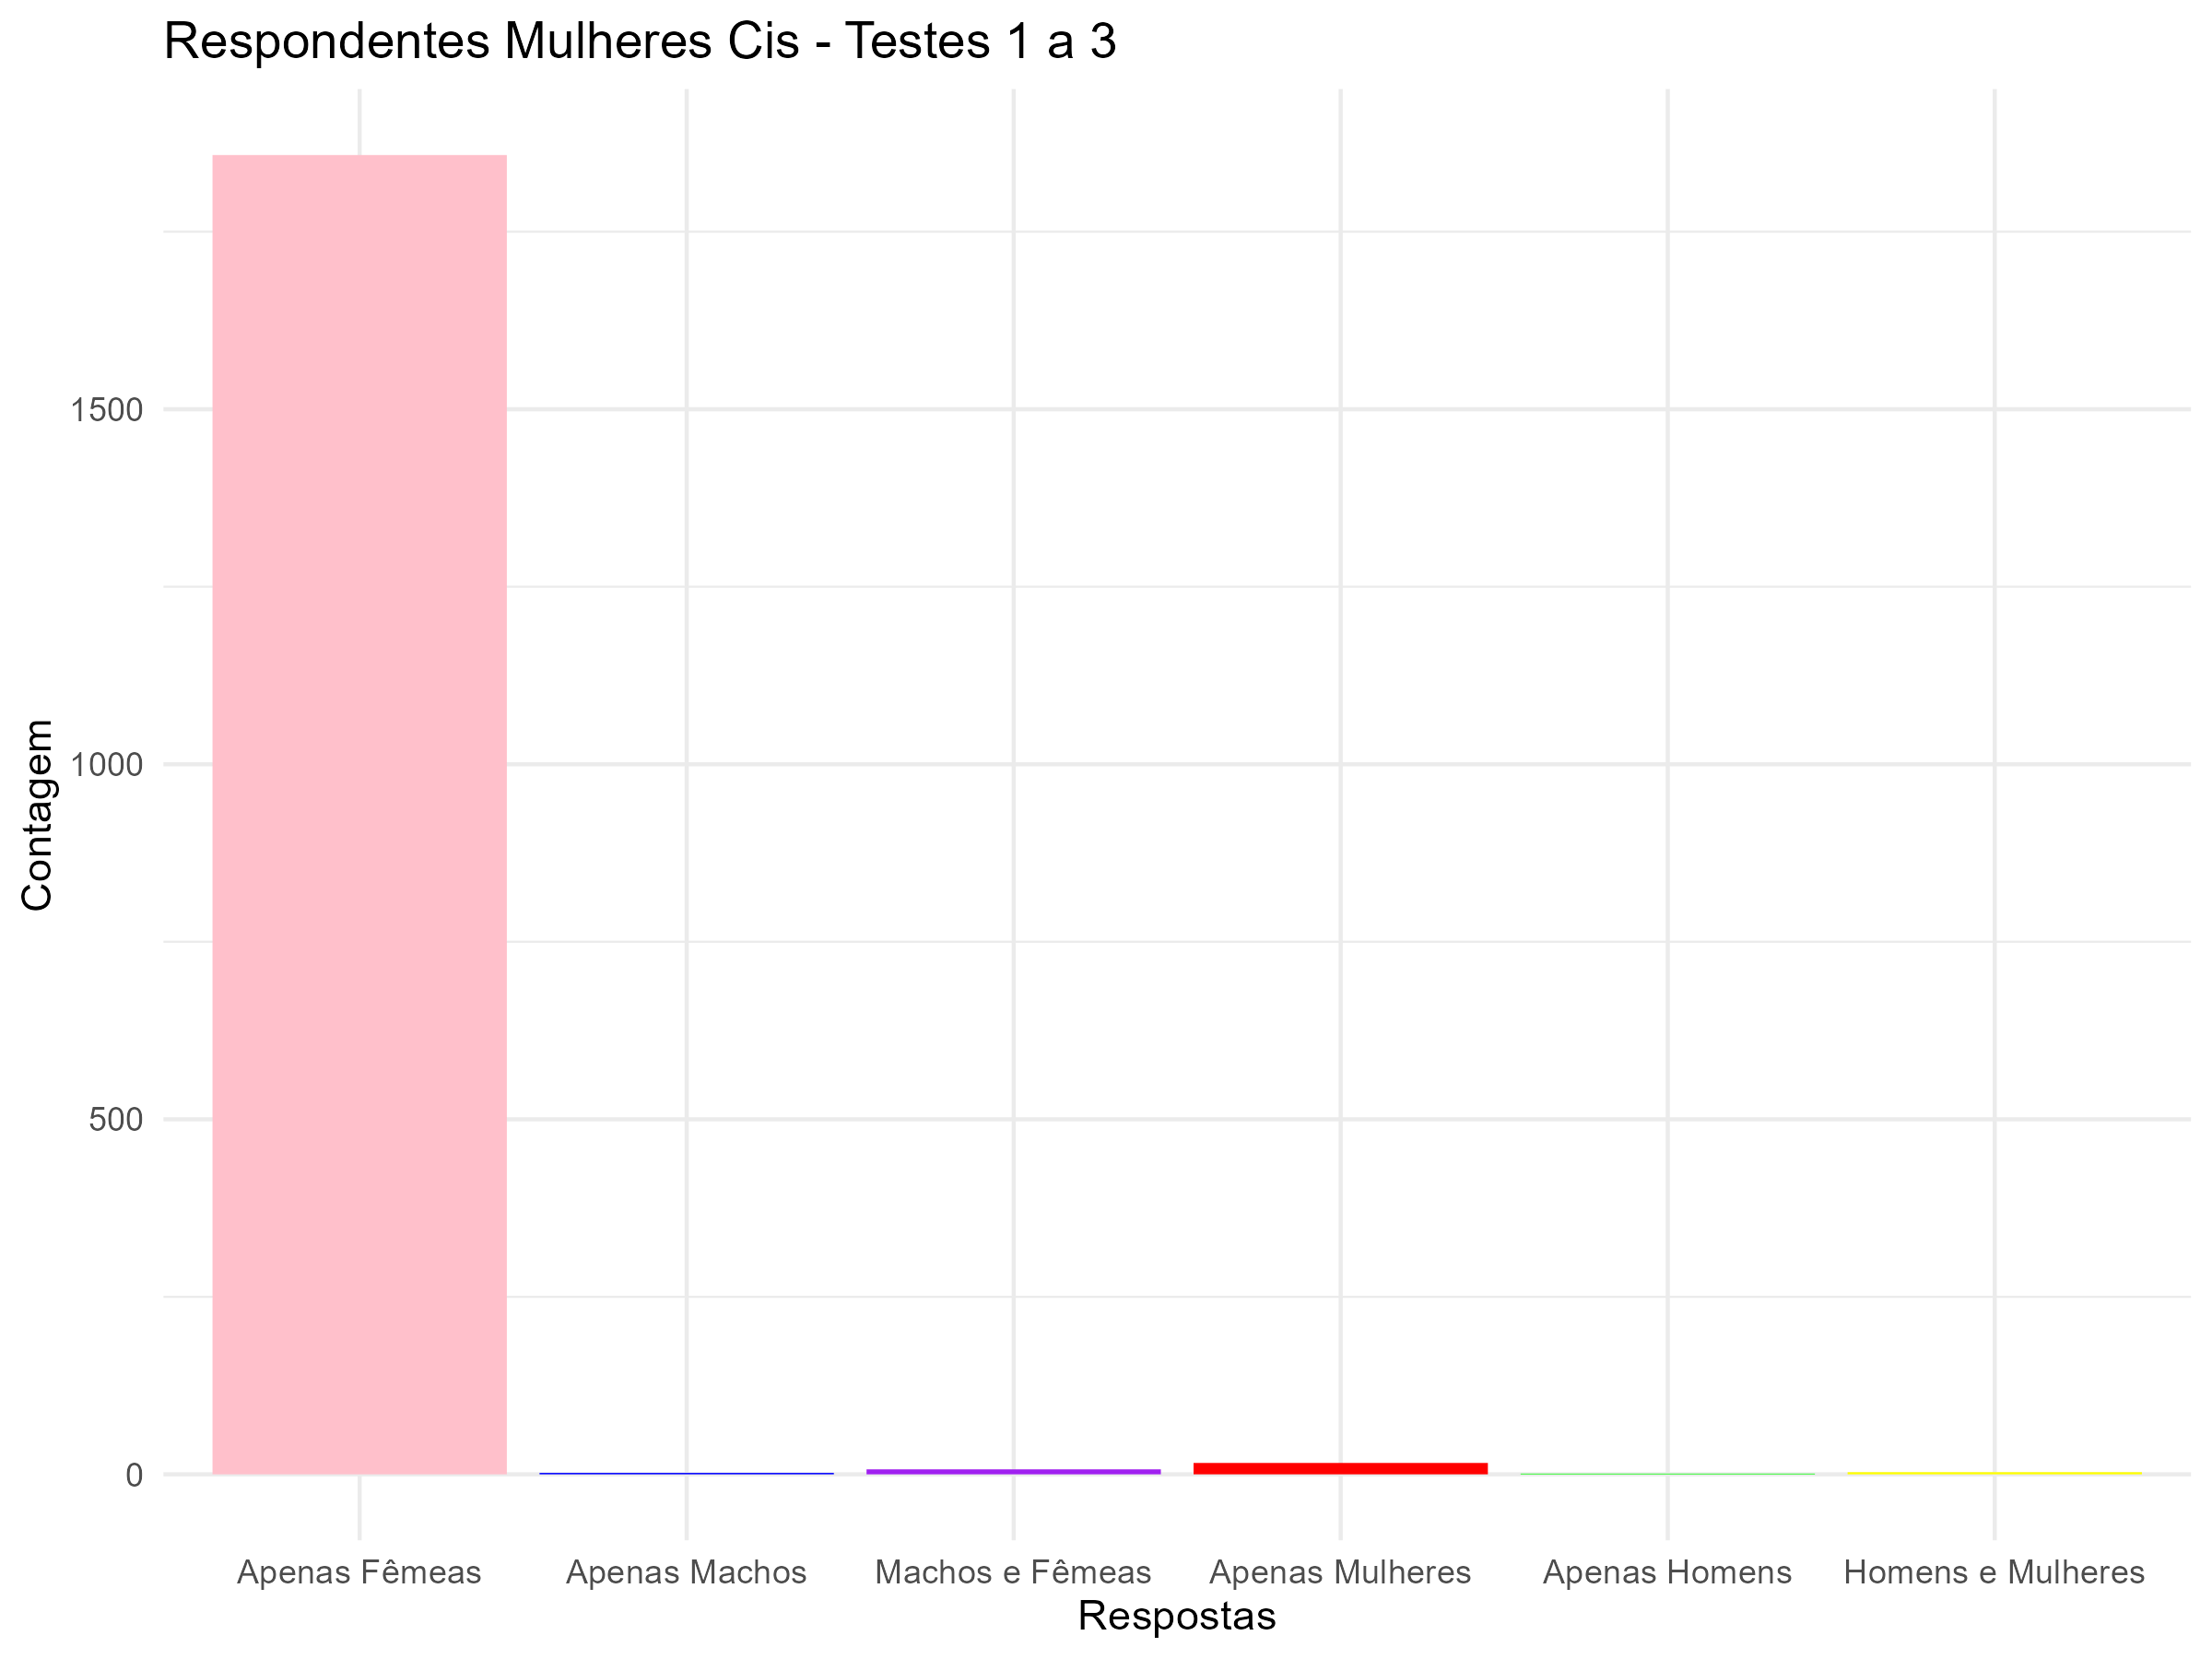 Respondentes Mulheres Cis - Testes 1 a 3
Contagem
1500
1000
500
0
Apenas Fêmeas
Apenas Machos
Machos e Fêmeas
Apenas Mulheres
Apenas Homens
Homens e Mulheres
Respostas